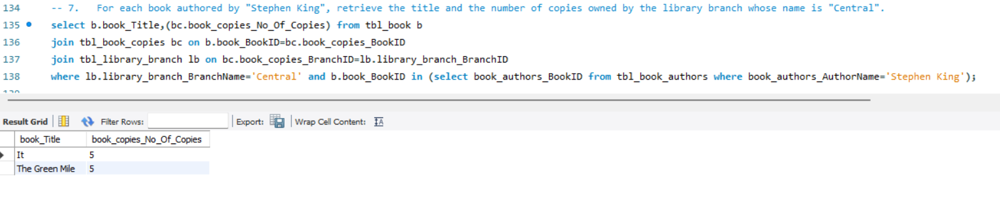 134 -- 7. For each book authored by "Stephen King", retrieve the title and the number of copies owned by the library branch whose name is "Central".
135 select b.book_Title,(bc.book_copies_No_Of_Copies) from tbl_book b
136 join tbl_book_copies bc on b.book_BookID=bc.book_copies_BookID
137 join tbl_library_branch lb on bc.book_copies_BranchID=lb.library_branch_BranchID
138 where lb.library_branch_BranchName='Central' and b.book_BookID in (select book_authors_BookID from tbl_book_authors where book_authors_AuthorName='Stephen King');
Result Grid Filter Rows: Export: Wrap Cell Content: IA
book_Title book_copies_No_Of_Copies
It 5
The Green Mile 5